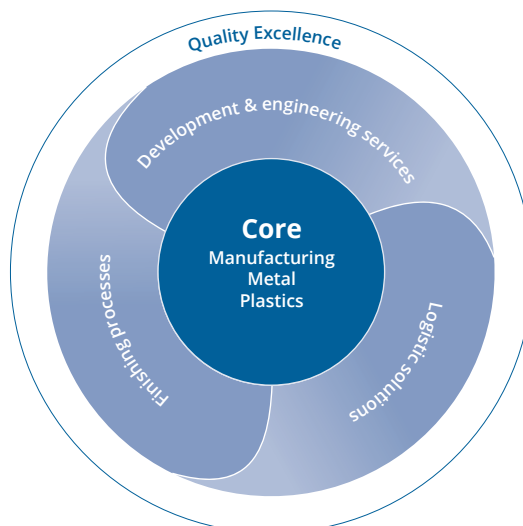 Quality Excellence
Development & engineering services
Core
Manufacturing
Metal
Plastics
Finishing processes
Logistic solutions